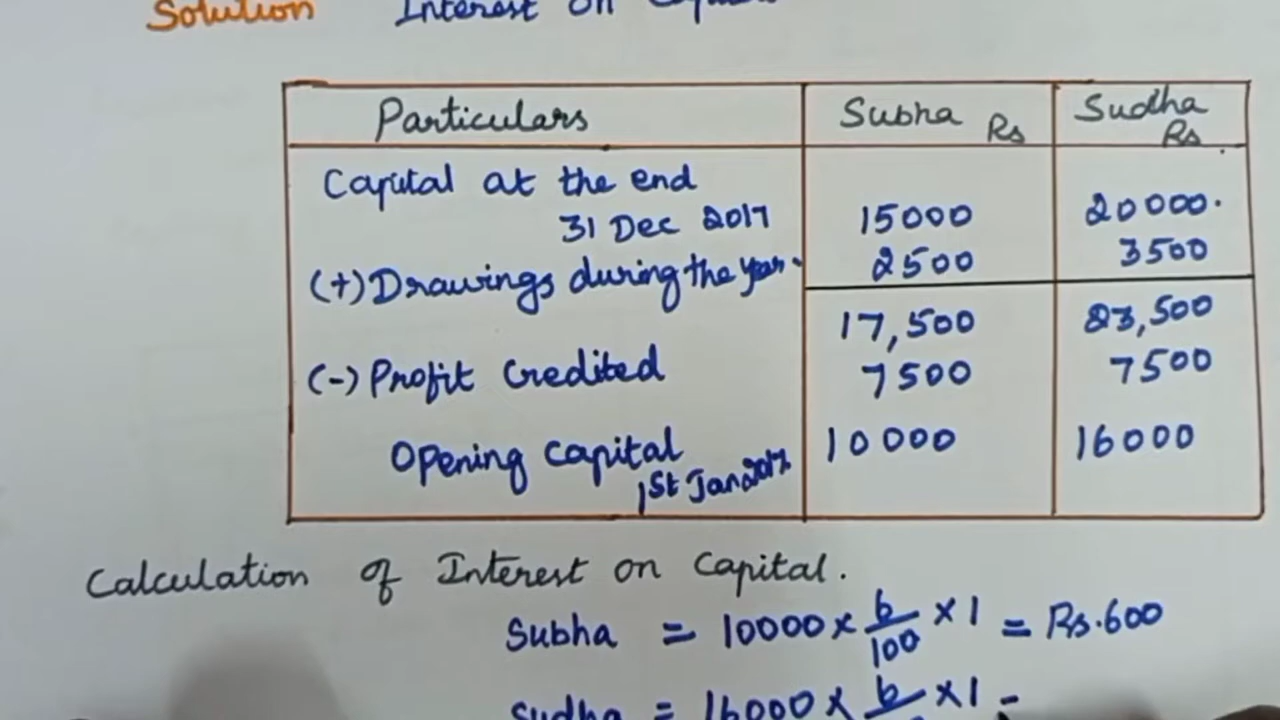 Solution Interest on Capital
Particulars Subha Rs Sudha Rs
Capital at the end
31 Dec 2017 15000 20000.
(+) Drawings during the year. 2500 3500
17,500 23,500
(-) Profit Credited 7500 7500
Opening Capital 10000 16000
1st Jan 2017
Calculation of Interest on Capital.
Subha = 10000 × 6/100 × 1 = Rs.600
Sudha = 16000 × 6/ × 1 =